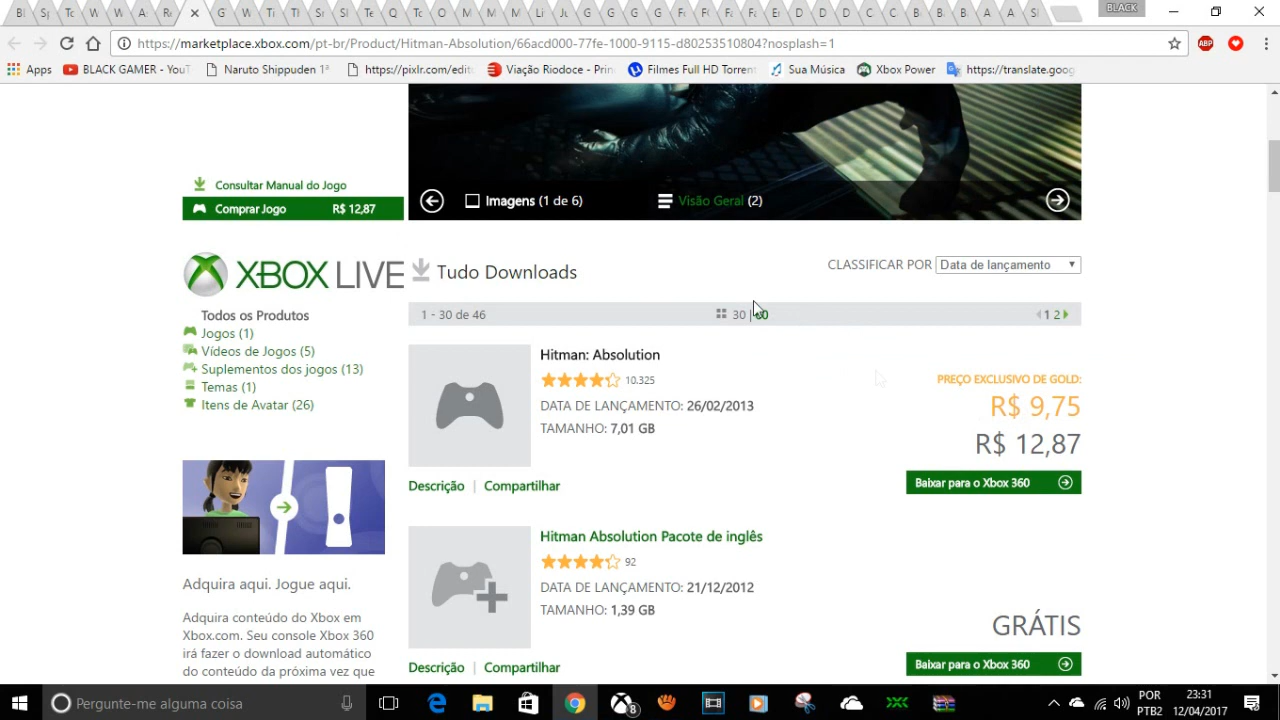 BLACK
https://marketplace.xbox.com/pt-br/Product/Hitman-Absolution/66acd000-77fe-1000-9115-d80253510804?nosplash=1
ABP
Apps BLACK GAMER - YouT Naruto Shippuden 1ª https://pixlr.com/edito Viação Riodoce - Prin Filmes Full HD Torrent Sua Música Xbox Power https://translate.goog
Consultar Manual do Jogo
Comprar Jogo R$ 12,87
Imagens (1 de 6) Visão Geral (2)
XBOX LIVE
Tudo Downloads
CLASSIFICAR POR Data de lançamento
Todos os Produtos
Jogos (1)
Vídeos de Jogos (5)
Suplementos dos jogos (13)
Temas (1)
Itens de Avatar (26)
1 - 30 de 46 30 | 1 2
Hitman: Absolution
10.325
DATA DE LANÇAMENTO: 26/02/2013
TAMANHO: 7,01 GB
PREÇO EXCLUSIVO DE GOLD:
R$ 9,75
R$ 12,87
Descrição | Compartilhar
Baixar para o Xbox 360
Hitman Absolution Pacote de inglês
92
DATA DE LANÇAMENTO: 21/12/2012
TAMANHO: 1,39 GB
GRÁTIS
Descrição | Compartilhar
Baixar para o Xbox 360
Adquira aqui. Jogue aqui.
Adquira conteúdo do Xbox em
Xbox.com. Seu console Xbox 360
irá fazer o download automático
do conteúdo da próxima vez que
Pergunte-me alguma coisa
8
POR
PTB2
23:31
12/04/2017